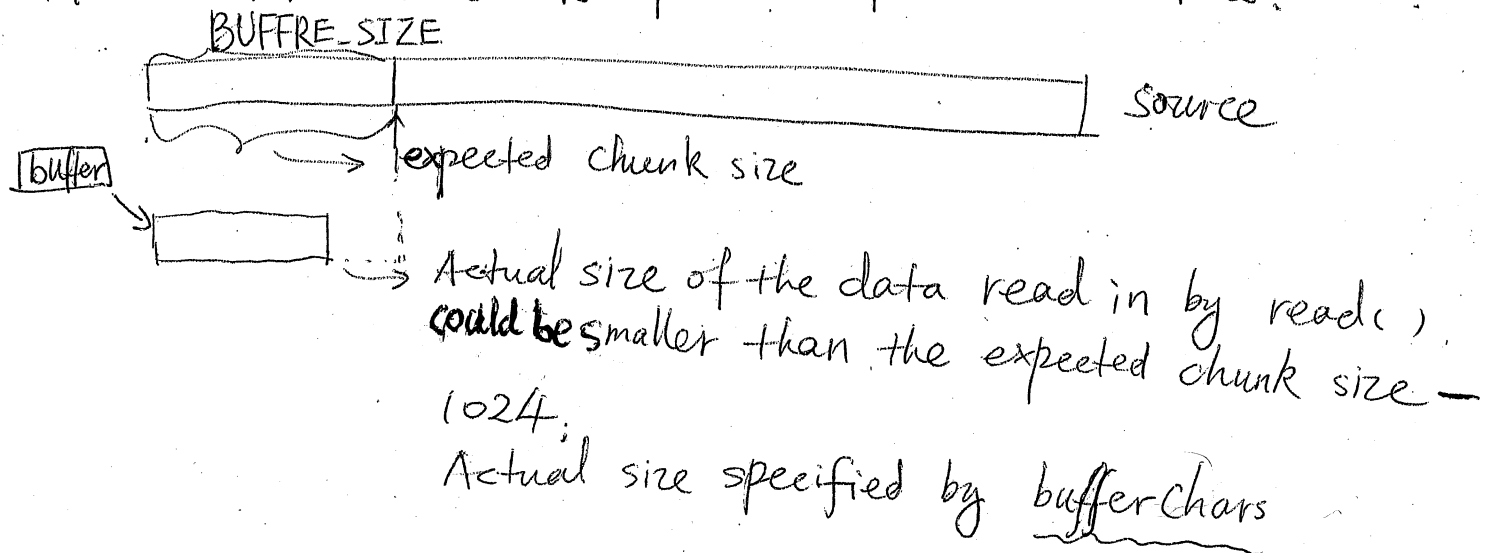 BUFFRE_SIZE
source
expected chunk size
buffer
Actual size of the data read in by read( )
could be smaller than the expected chunk size –
1024.
Actual size specified by bufferChars